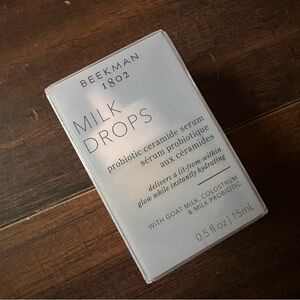 BEEKMAN
1802
MILK
DROPS
probiotic ceramide serum
sérum probiotique
aux céramides
delivers a lit-from-within
glow while instantly hydrating
WITH GOAT MILK, COLOSTRUM
& MILK PROBIOTIC
0.5 fl oz | 15mL